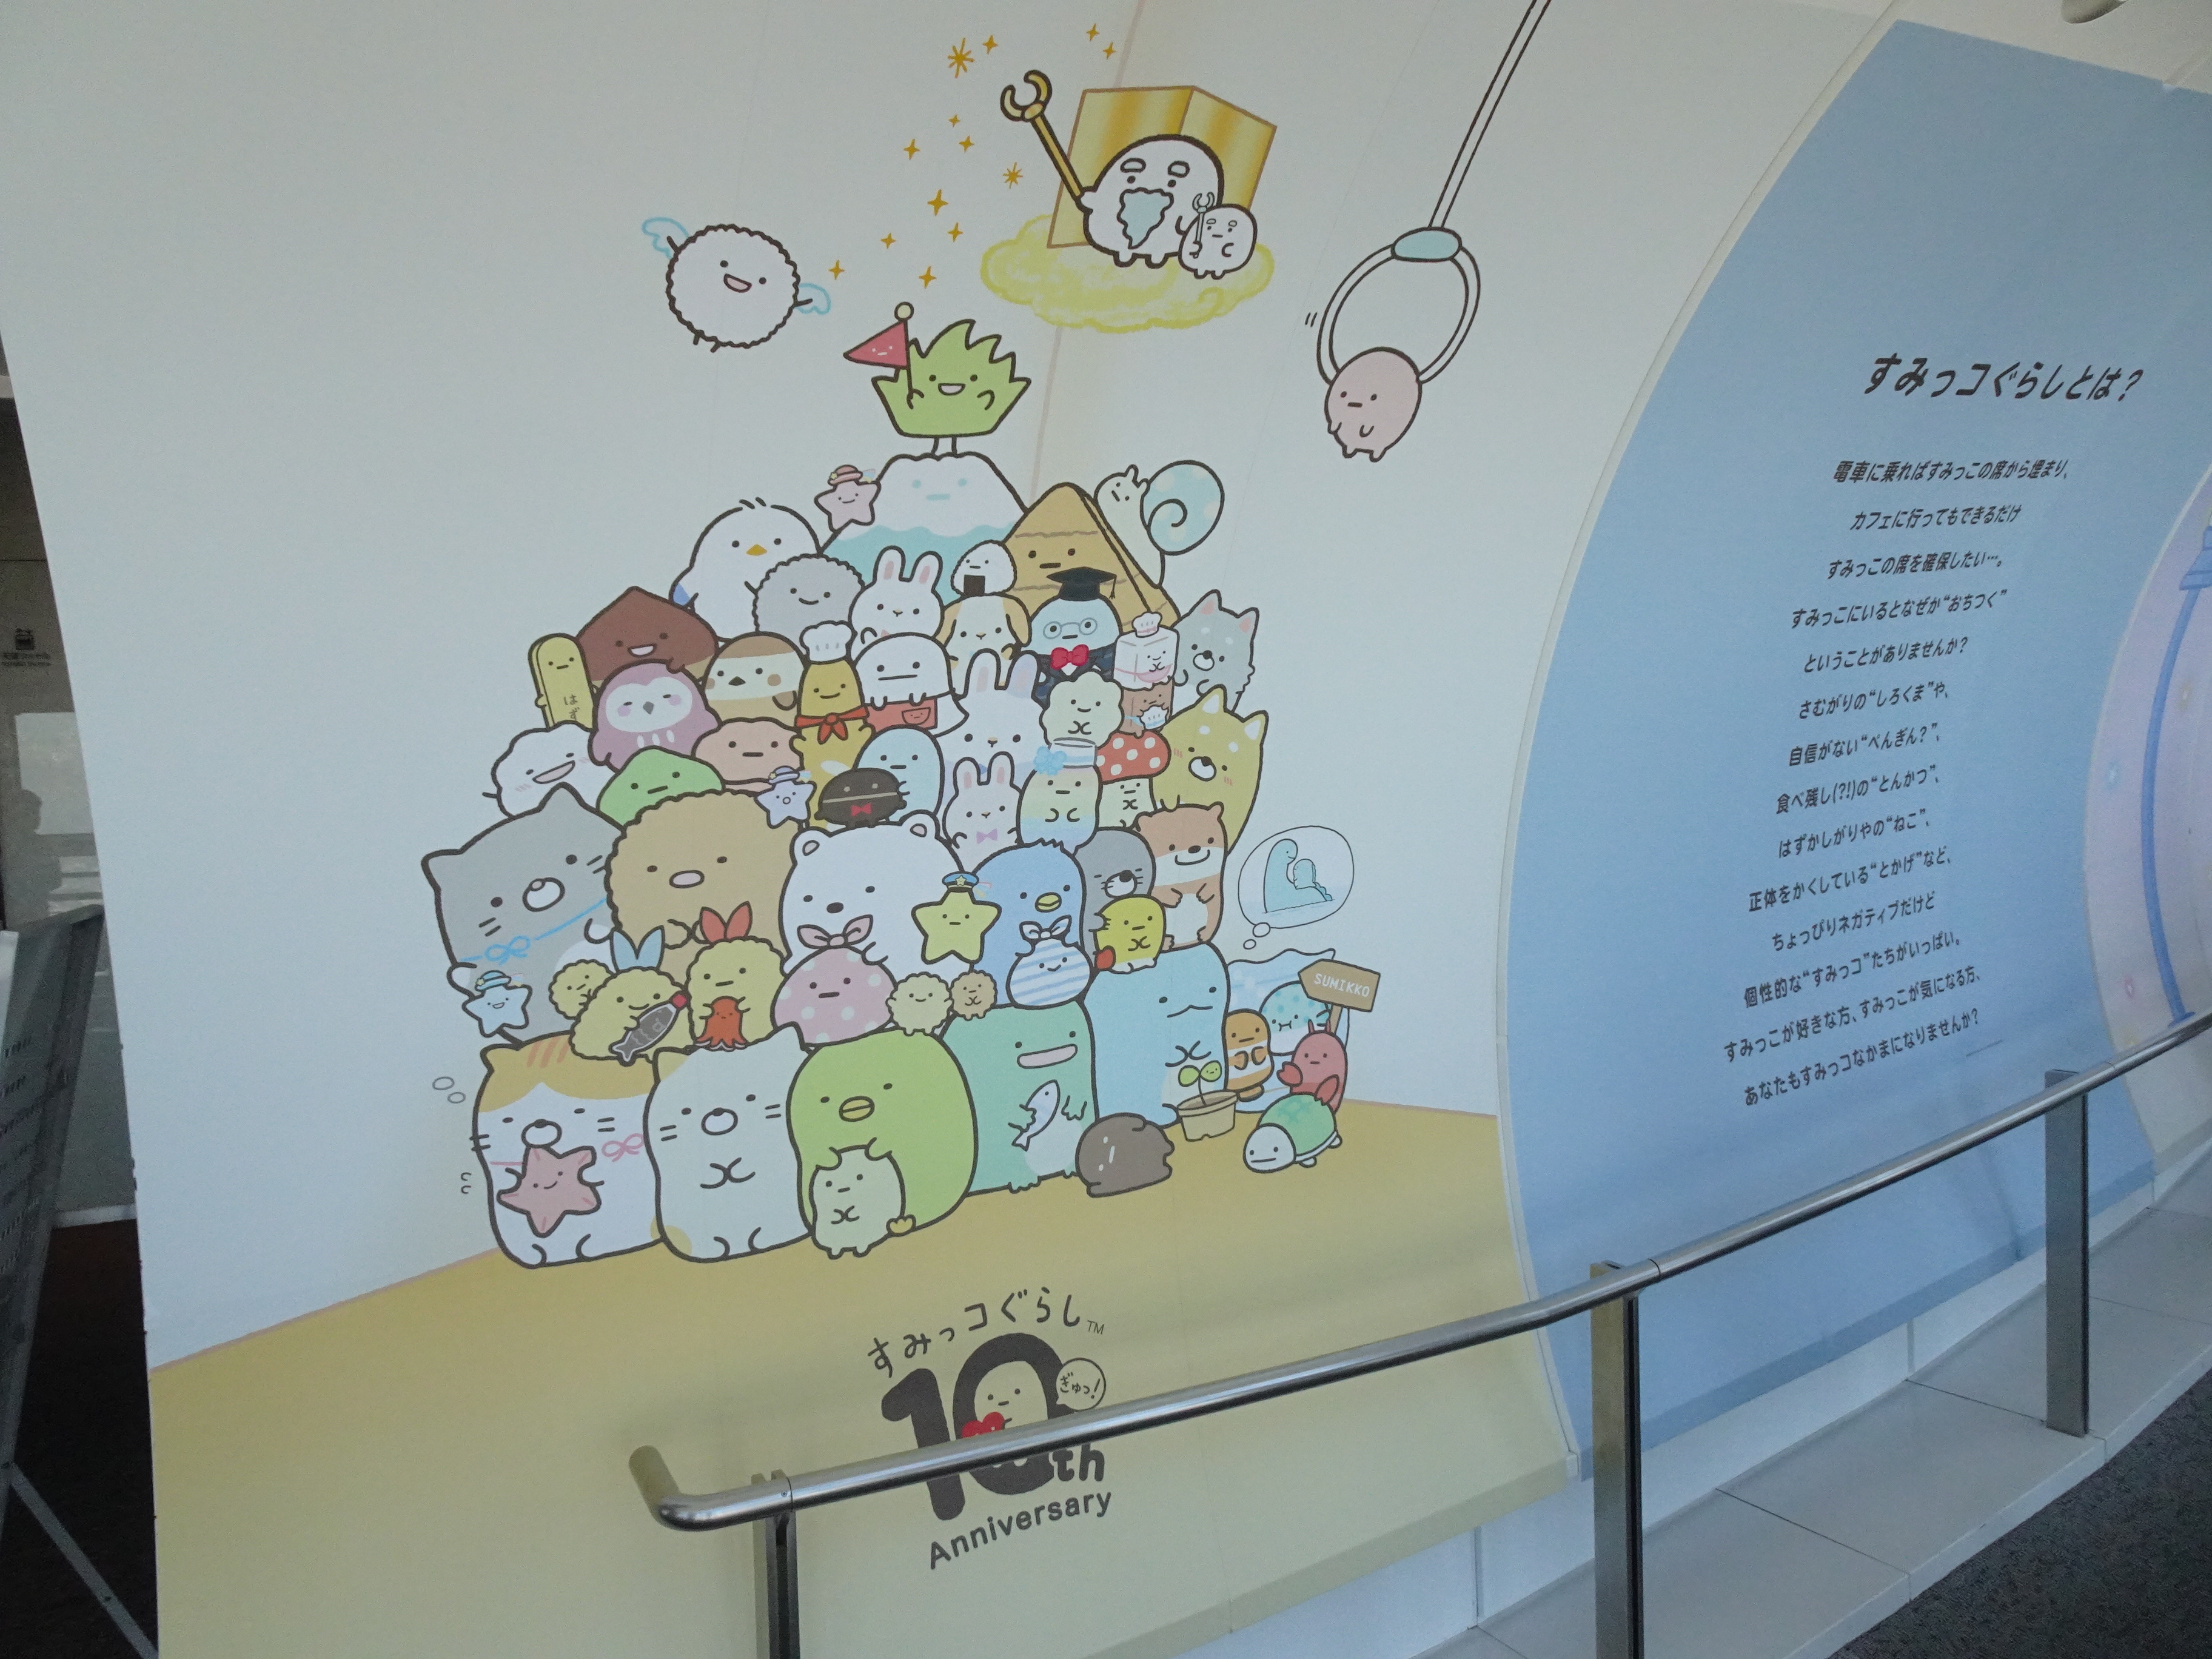 SUMIKKO
はず
すみっコぐらし™
ぎゅっ!
10th
Anniversary
すみっコぐらしとは?
電車に乗ればすみっこの席から埋まり、
カフェに行ってもできるだけ
すみっこの席を確保したい…。
すみっこにいるとなぜか“おちつく”
ということがありませんか?
さむがりの“しろくま”や、
自信がない“ぺんぎん?”、
食べ残し(?!)の“とんかつ”、
はずかしがりやの“ねこ”、
正体をかくしている“とかげ”など、
ちょっぴりネガティブだけど
個性的な“すみっコ”たちがいっぱい。
すみっこが好きな方、すみっこが気になる方、
あなたもすみっコなかまになりませんか?